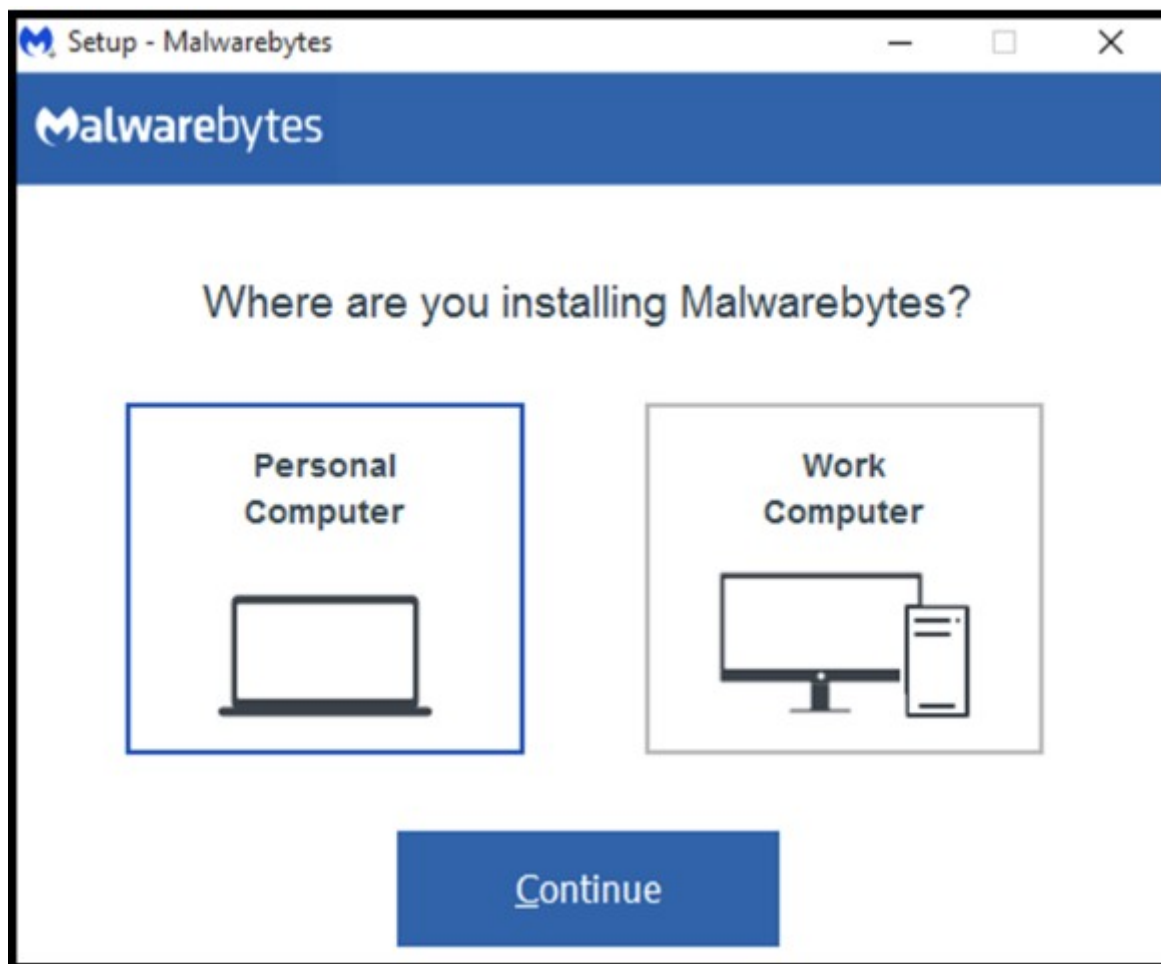 Setup - Malwarebytes
Malwarebytes
Where are you installing Malwarebytes?
Personal
Computer
Work
Computer
Continue